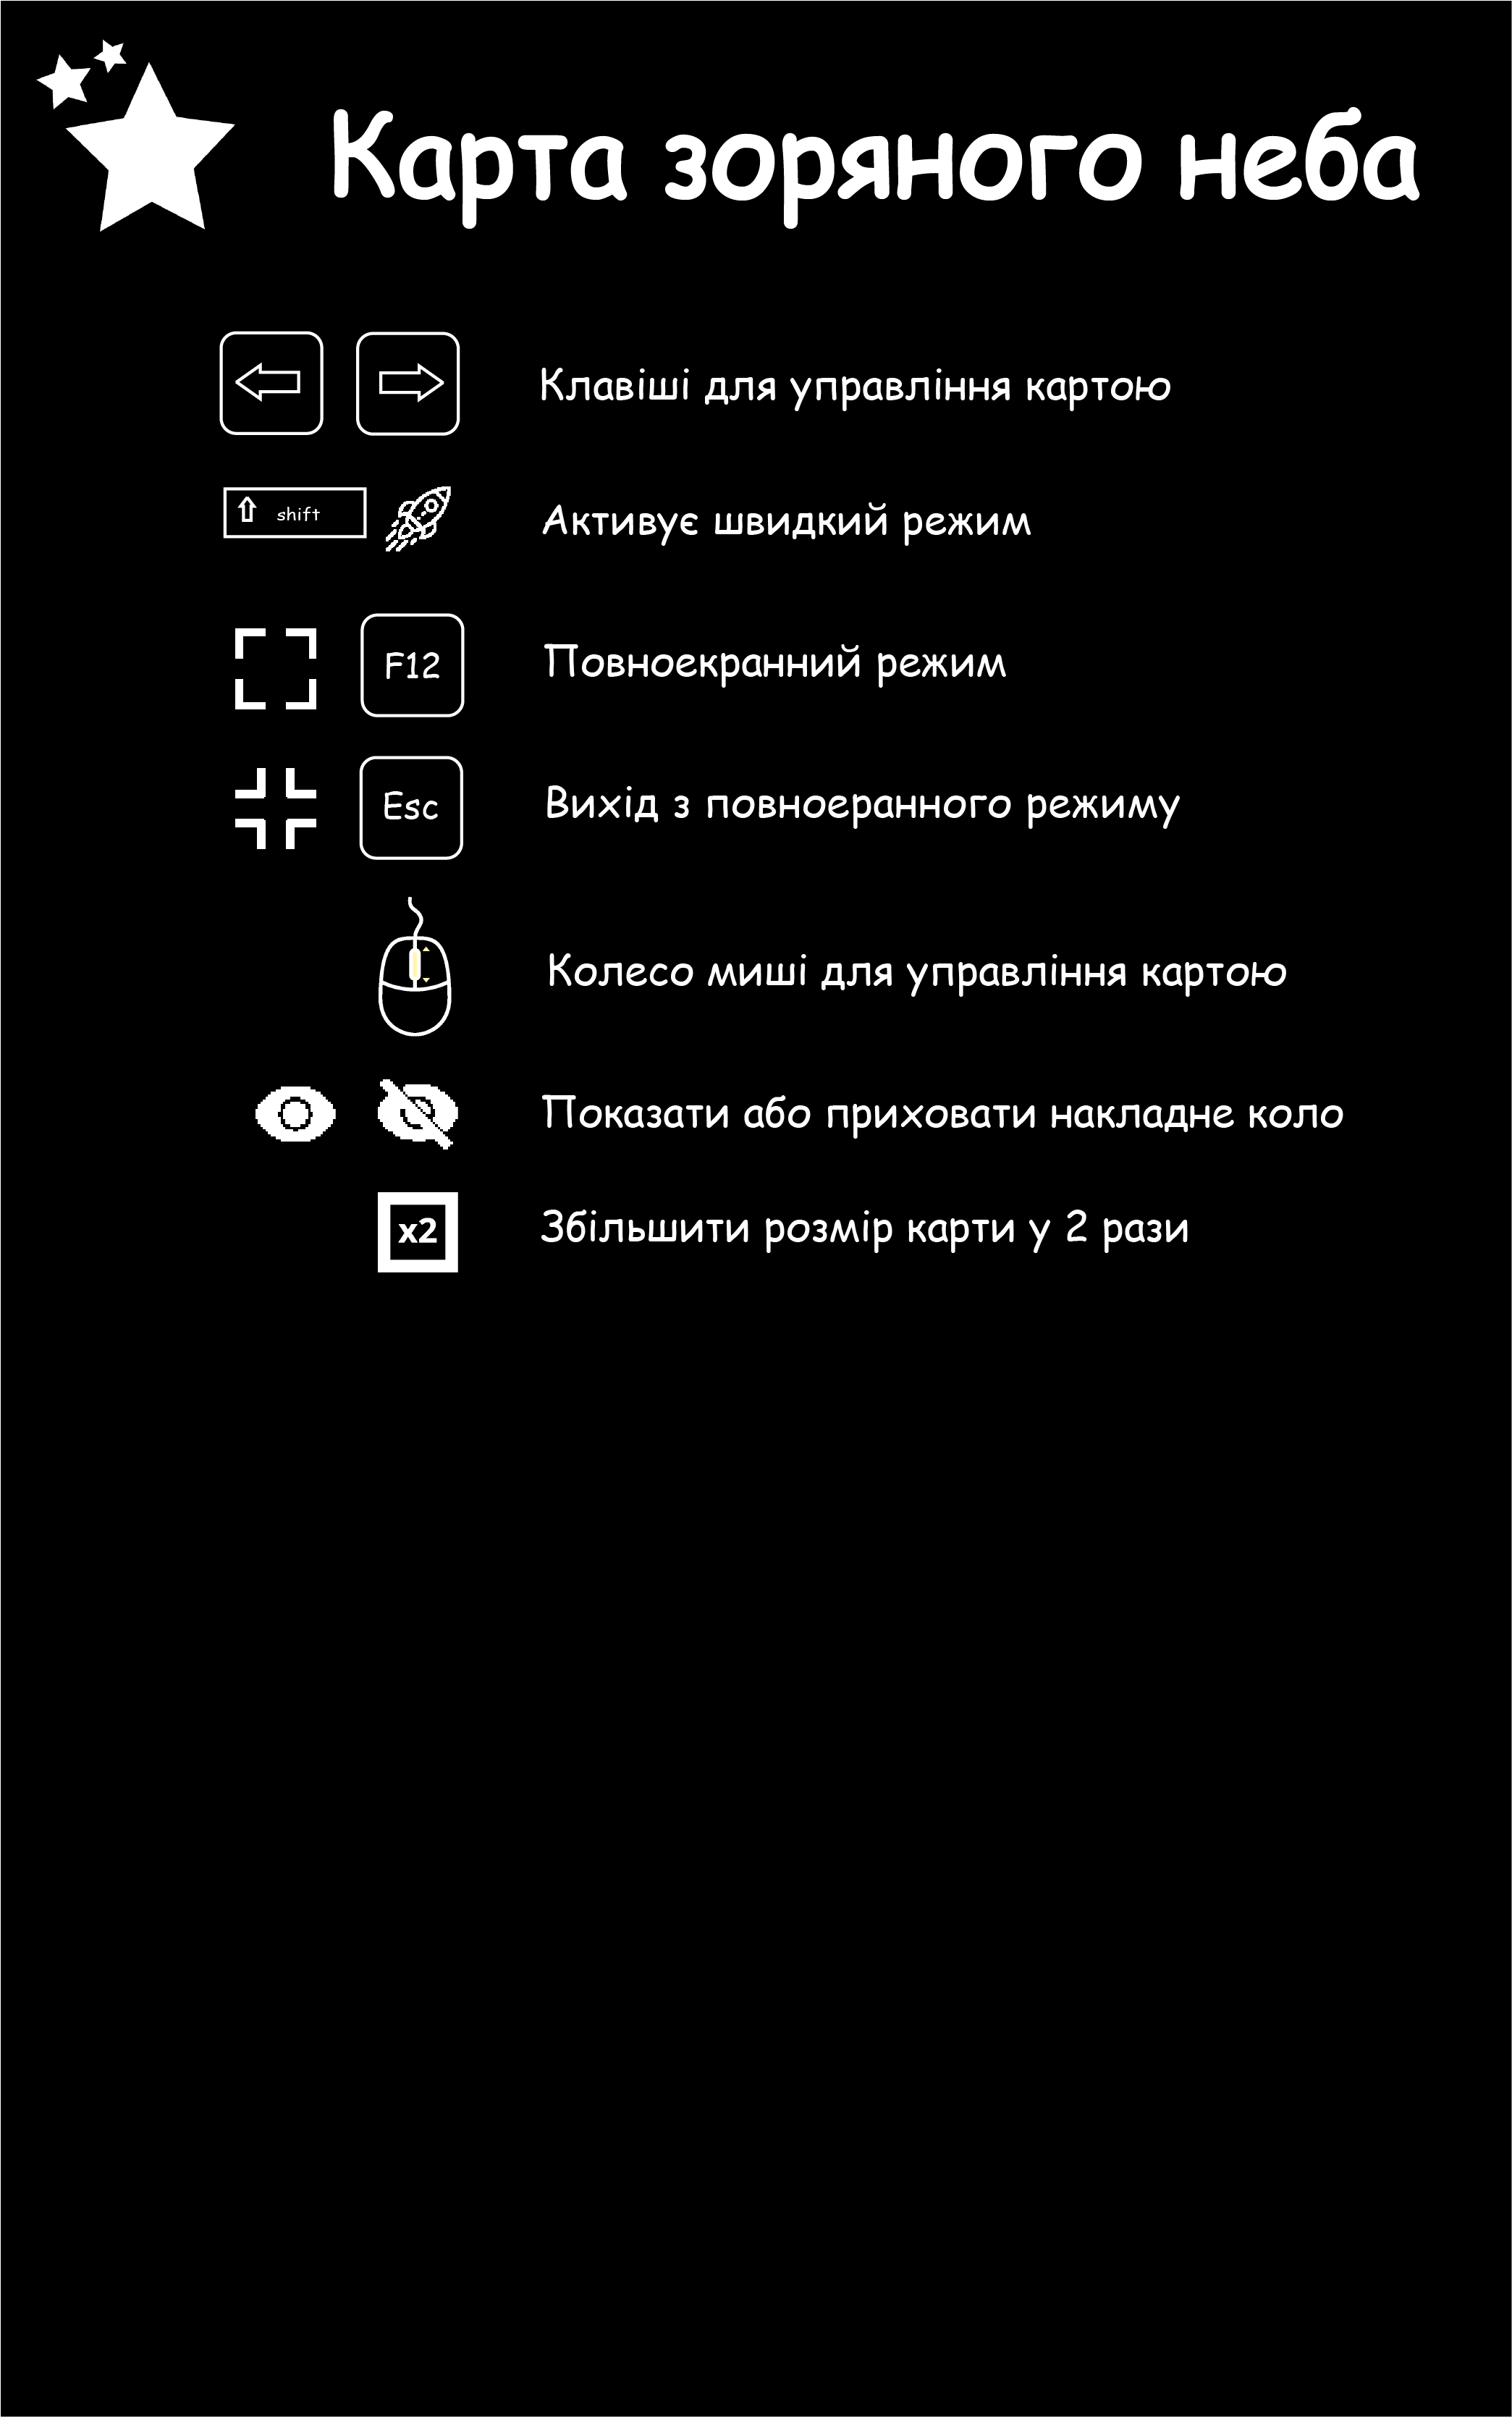 Карта зоряного неба
Клавіші для управління картою
shift Активує швидкий режим
F12 Повноекранний режим
Esc Вихід з повноеранного режиму
Колесо миші для управління картою
Показати або приховати накладне коло
x2 Збільшити розмір карти у 2 рази